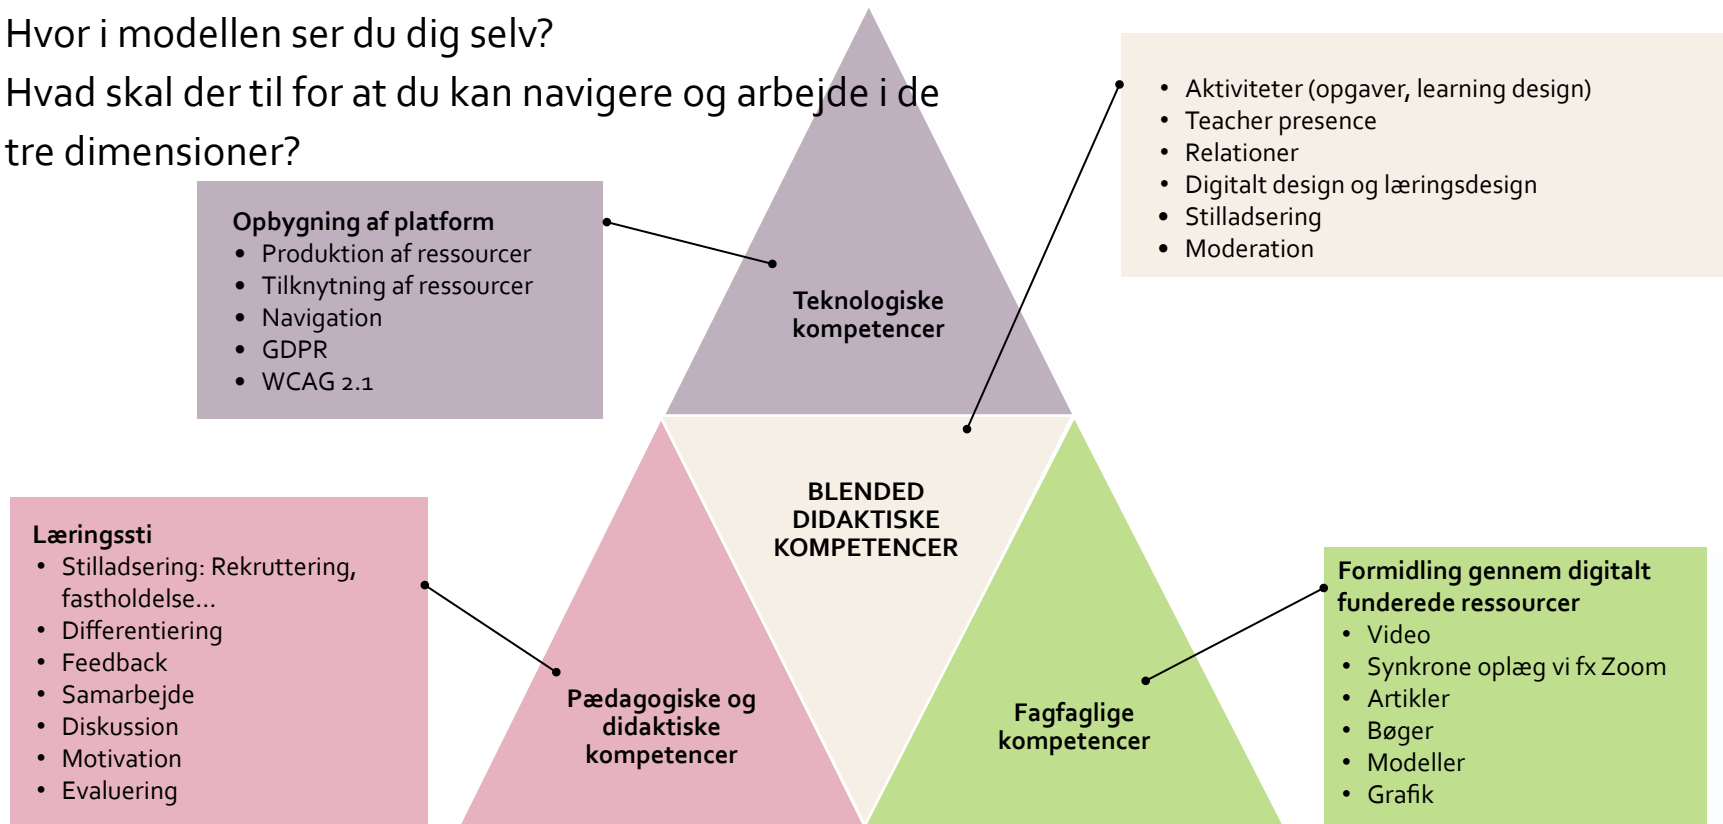 Hvor i modellen ser du dig selv?
Hvad skal der til for at du kan navigere og arbejde i de
tre dimensioner?
Opbygning af platform
• Produktion af ressourcer
• Tilknytning af ressourcer
• Navigation
• GDPR
• WCAG 2.1
• Aktiviteter (opgaver, learning design)
• Teacher presence
• Relationer
• Digitalt design og læringsdesign
• Stilladsering
• Moderation
Teknologiske
kompetencer
BLENDED
DIDAKTISKE
KOMPETENCER
Læringssti
• Stilladsering: Rekruttering,
fastholdelse...
• Differentiering
• Feedback
• Samarbejde
• Diskussion
• Motivation
• Evaluering
Pædagogiske og
didaktiske
kompetencer
Fagfaglige
kompetencer
Formidling gennem digitalt
funderede ressourcer
• Video
• Synkrone oplæg vi fx Zoom
• Artikler
• Bøger
• Modeller
• Grafik